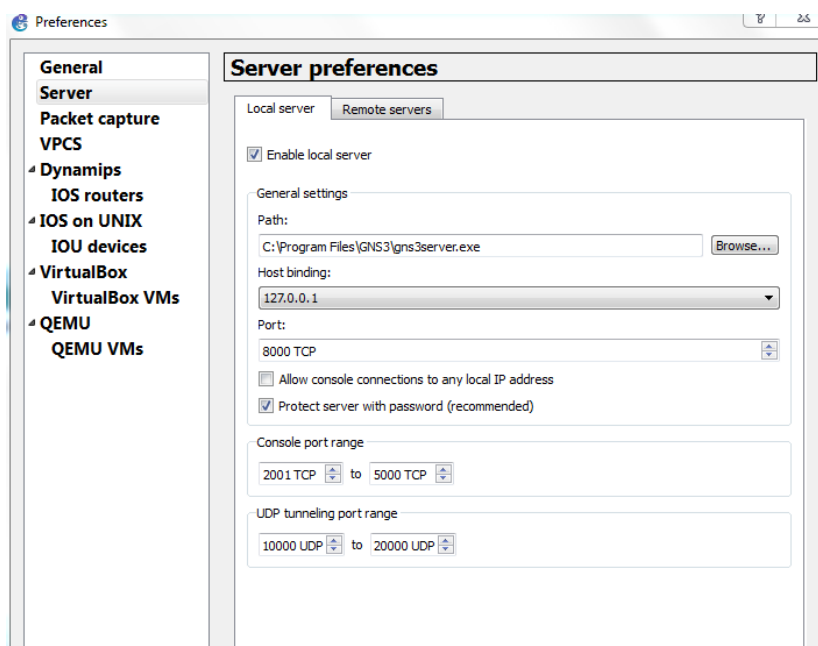 Preferences
General
Server
Packet capture
VPCS
Dynamips
IOS routers
IOS on UNIX
IOU devices
VirtualBox
VirtualBox VMs
QEMU
QEMU VMs
Server preferences
Local server Remote servers
Enable local server
General settings
Path:
C:\Program Files\GNS3\gns3server.exe Browse...
Host binding:
127.0.0.1
Port:
8000 TCP
Allow console connections to any local IP address
Protect server with password (recommended)
Console port range
2001 TCP to 5000 TCP
UDP tunneling port range
10000 UDP to 20000 UDP